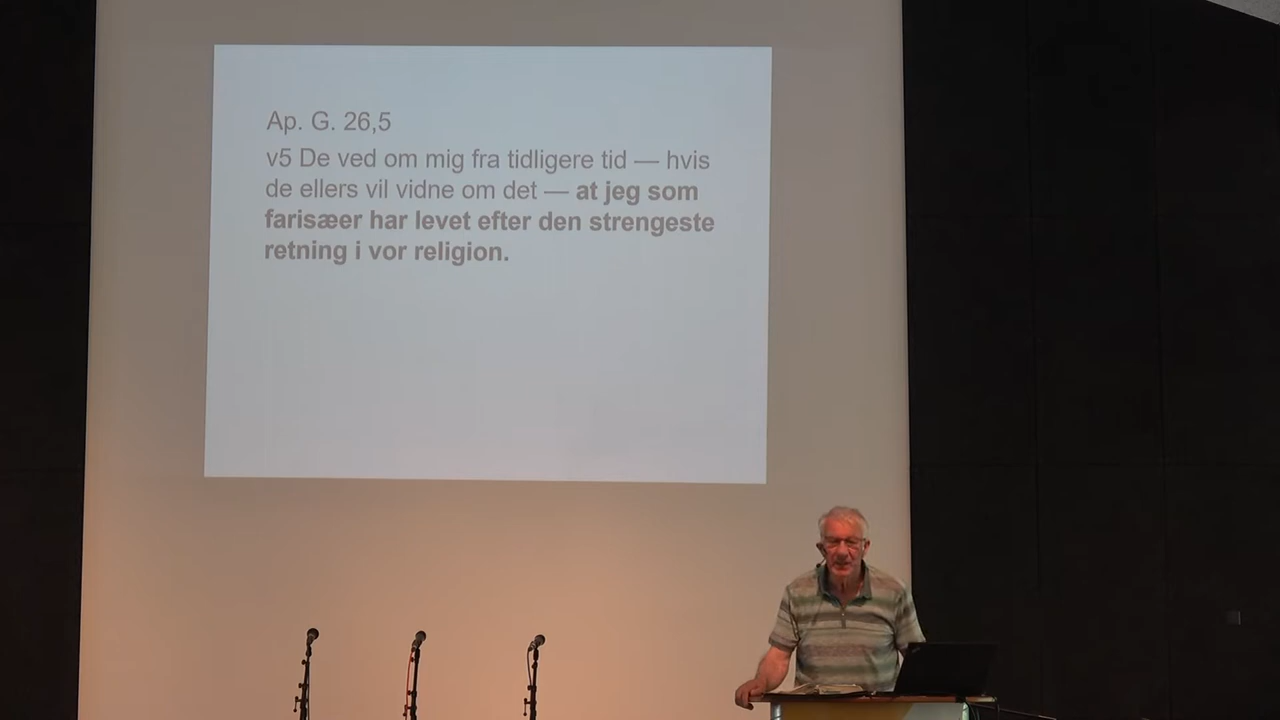 Ap. G. 26,5
v5 De ved om mig fra tidligere tid — hvis
de ellers vil vidne om det — at jeg som
farisæer har levet efter den strengeste
retning i vor religion.